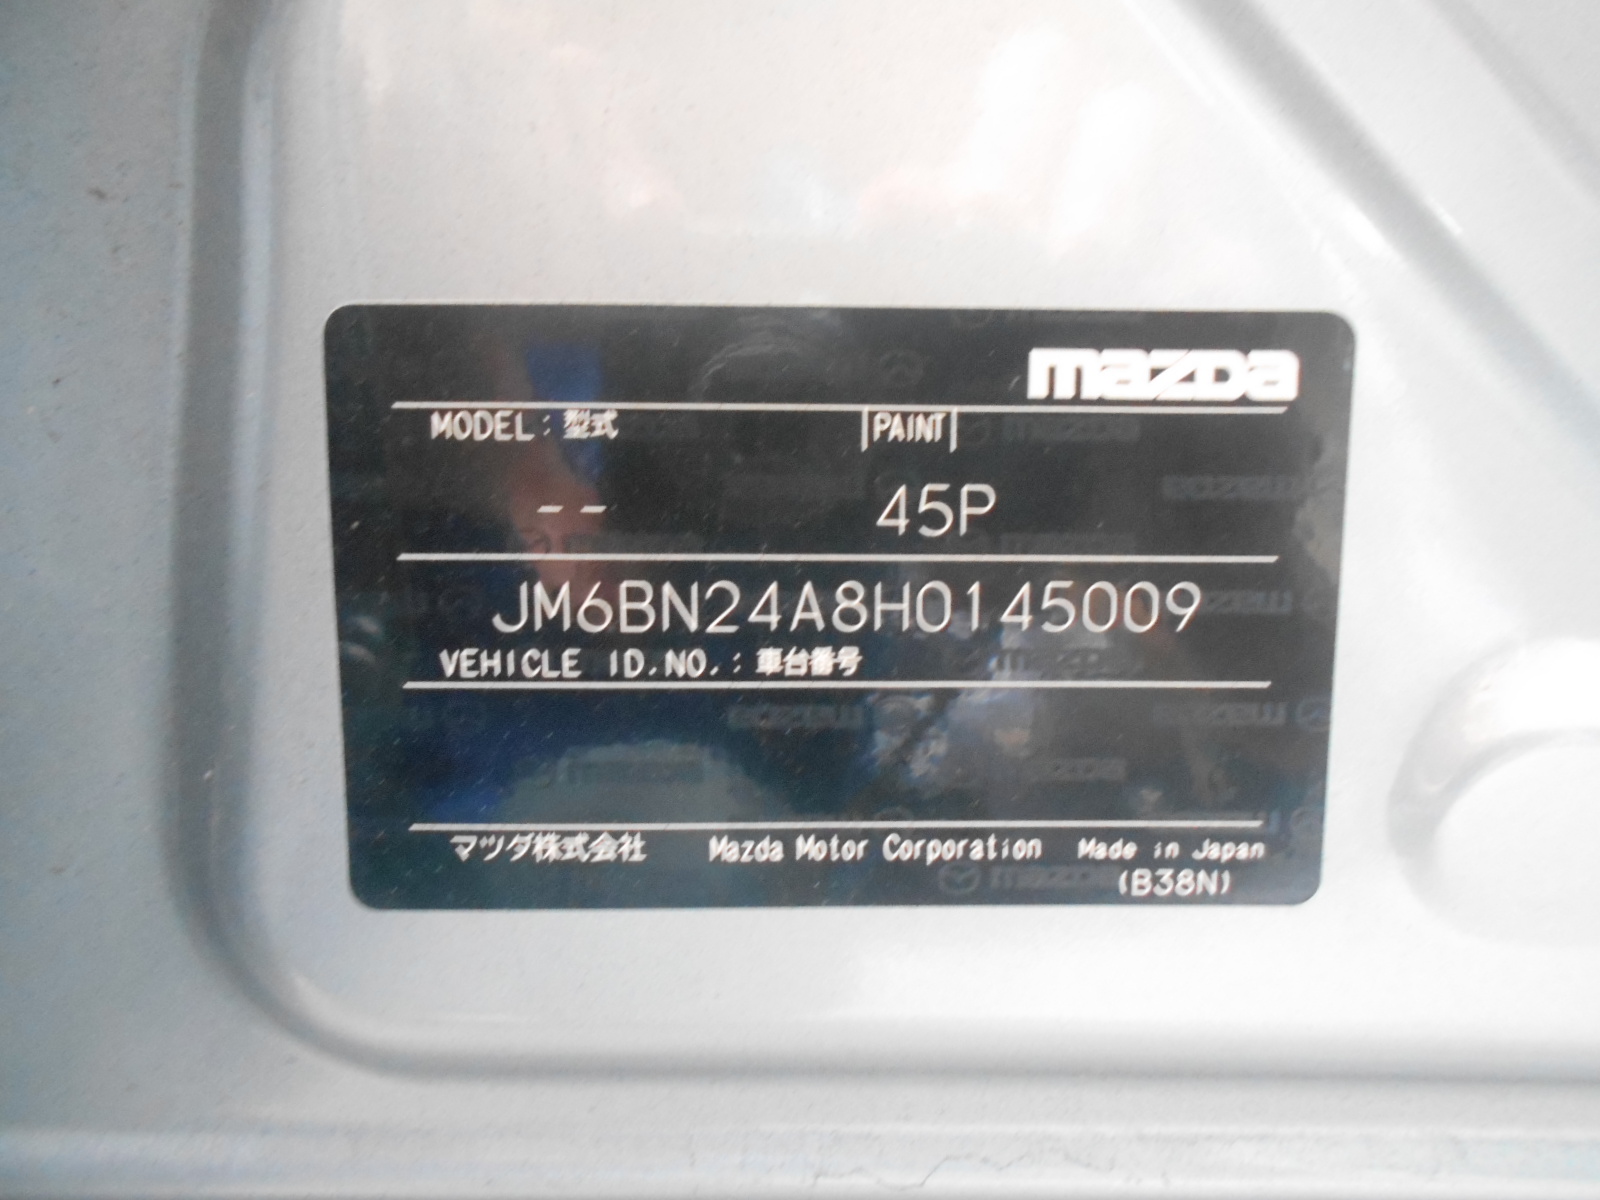 mazda
MODEL: 型式 |PAINT|
-- 45P
JM6BN24A8H0145009
VEHICLE ID.NO.: 車台番号
マツダ株式会社 Mazda Motor Corporation Made in Japan
(B38N)